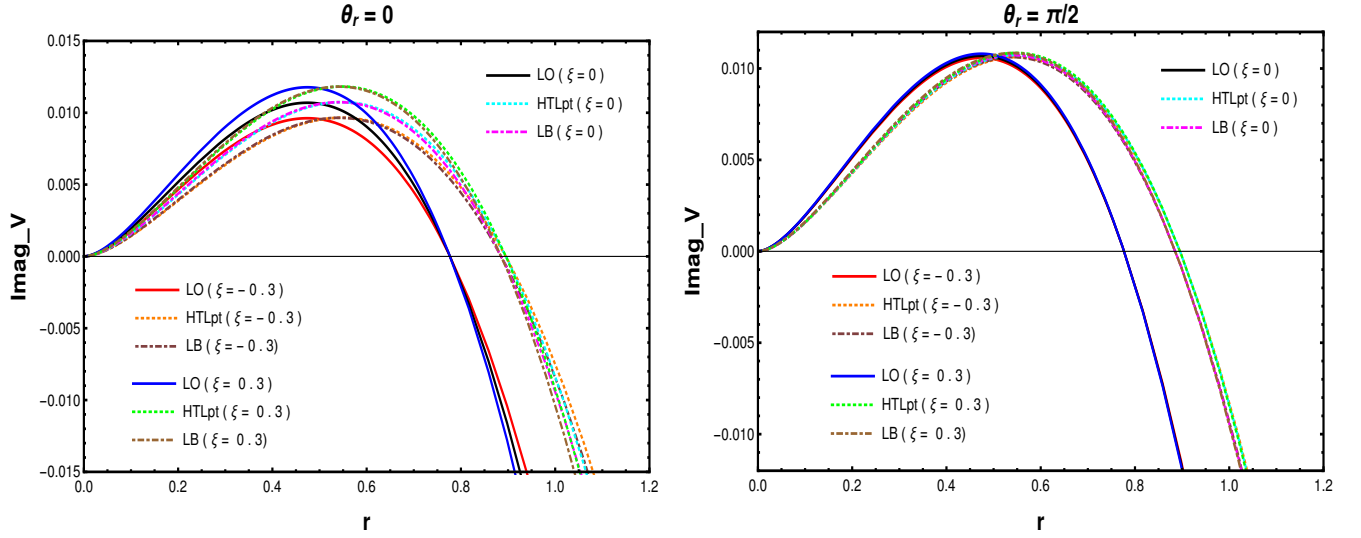 θr = 0
0.015
0.010
0.005
0.000
−0.005
−0.010
−0.015
0.0 0.2 0.4 0.6 0.8 1.0 1.2
Imag_V
r
LO ( ξ = 0 )
HTLpt ( ξ = 0 )
LB ( ξ = 0 )
LO ( ξ = − 0 . 3 )
HTLpt ( ξ = − 0 . 3 )
LB ( ξ = − 0 . 3)
LO ( ξ = 0 . 3 )
HTLpt ( ξ = 0 . 3 )
LB ( ξ = 0 . 3)
θr = π/2
0.010
0.005
0.000
−0.005
−0.010
0.0 0.2 0.4 0.6 0.8 1.0 1.2
Imag_V
r
LO ( ξ = 0 )
HTLpt ( ξ = 0 )
LB ( ξ = 0 )
LO ( ξ = − 0 . 3 )
HTLpt ( ξ = − 0 . 3 )
LB ( ξ = − 0 . 3)
LO ( ξ = 0 . 3 )
HTLpt ( ξ = 0 . 3 )
LB ( ξ = 0 . 3)